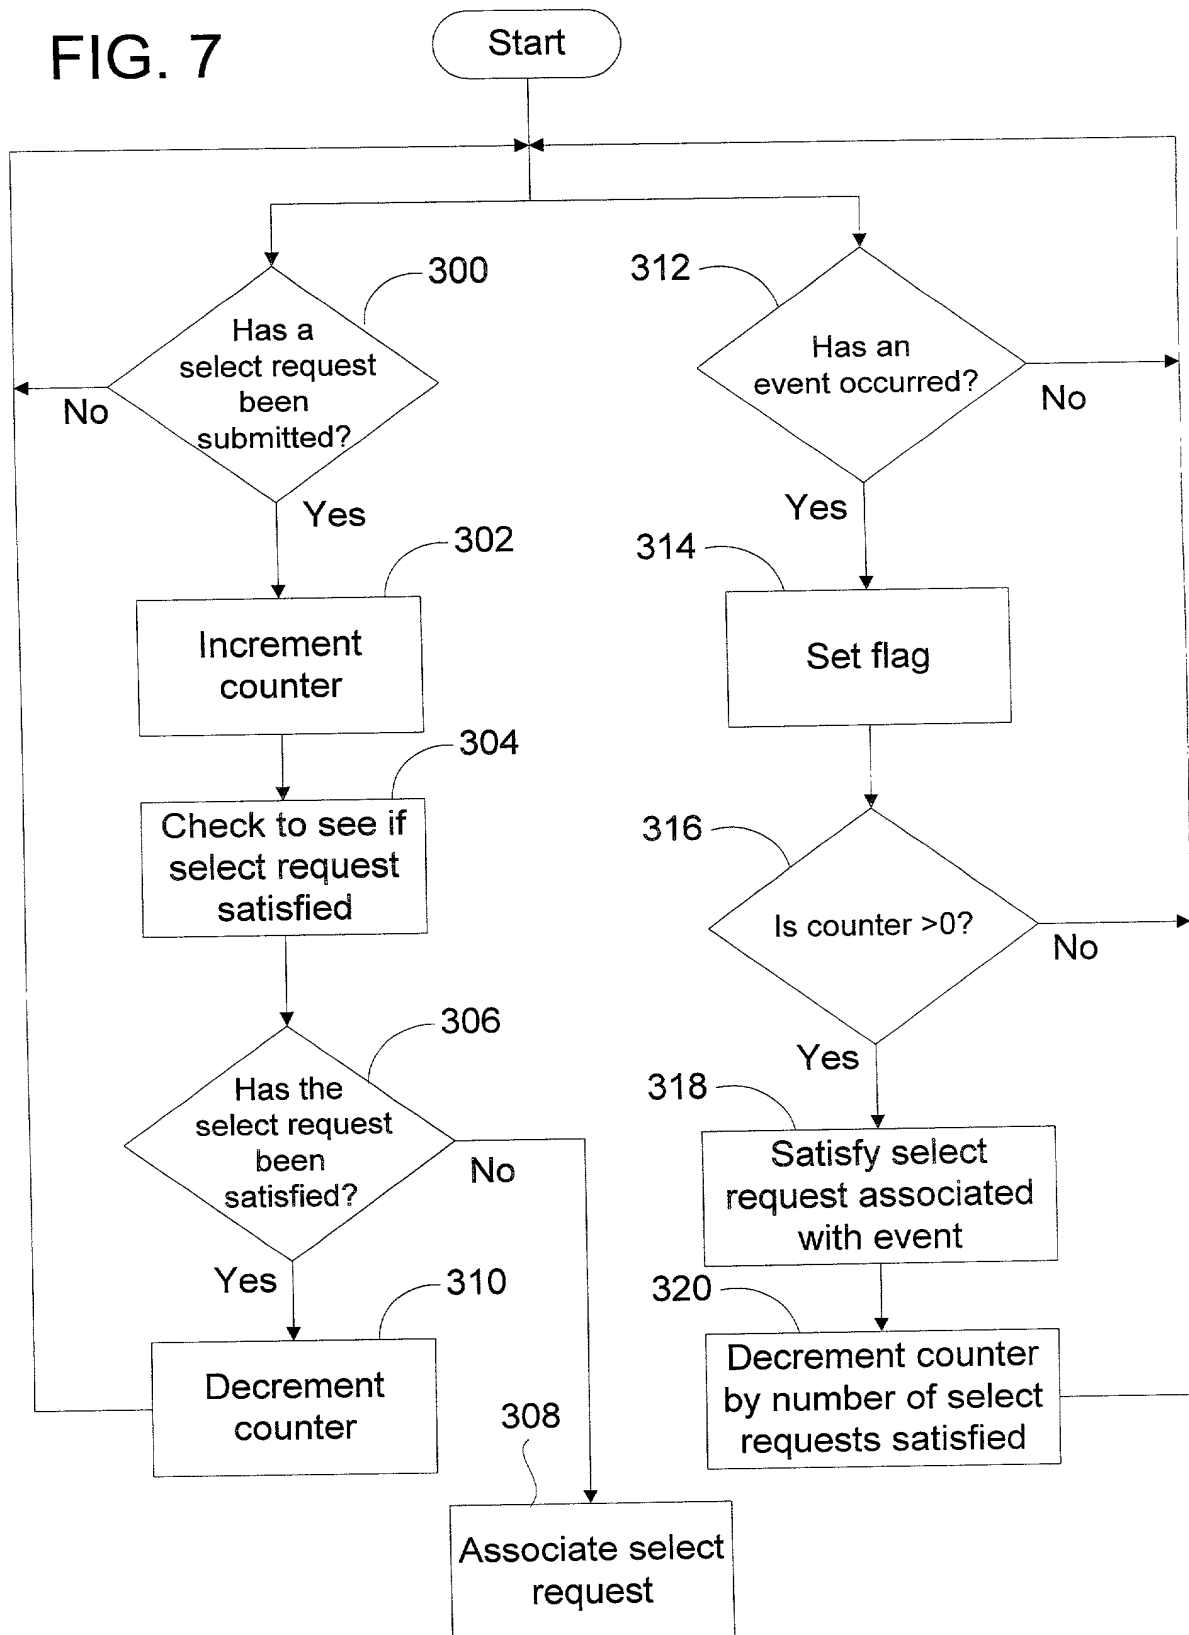 FIG. 7
Start
300
Has a
select request
been
submitted?
No
Yes
302
Increment
counter
304
Check to see if
select request
satisfied
306
Has the
select request
been
satisfied?
No
Yes
310
Decrement
counter
308
Associate select
request
312
Has an
event occurred?
No
Yes
314
Set flag
316
Is counter >0?
No
Yes
318
Satisfy select
request associated
with event
320
Decrement counter
by number of select
requests satisfied